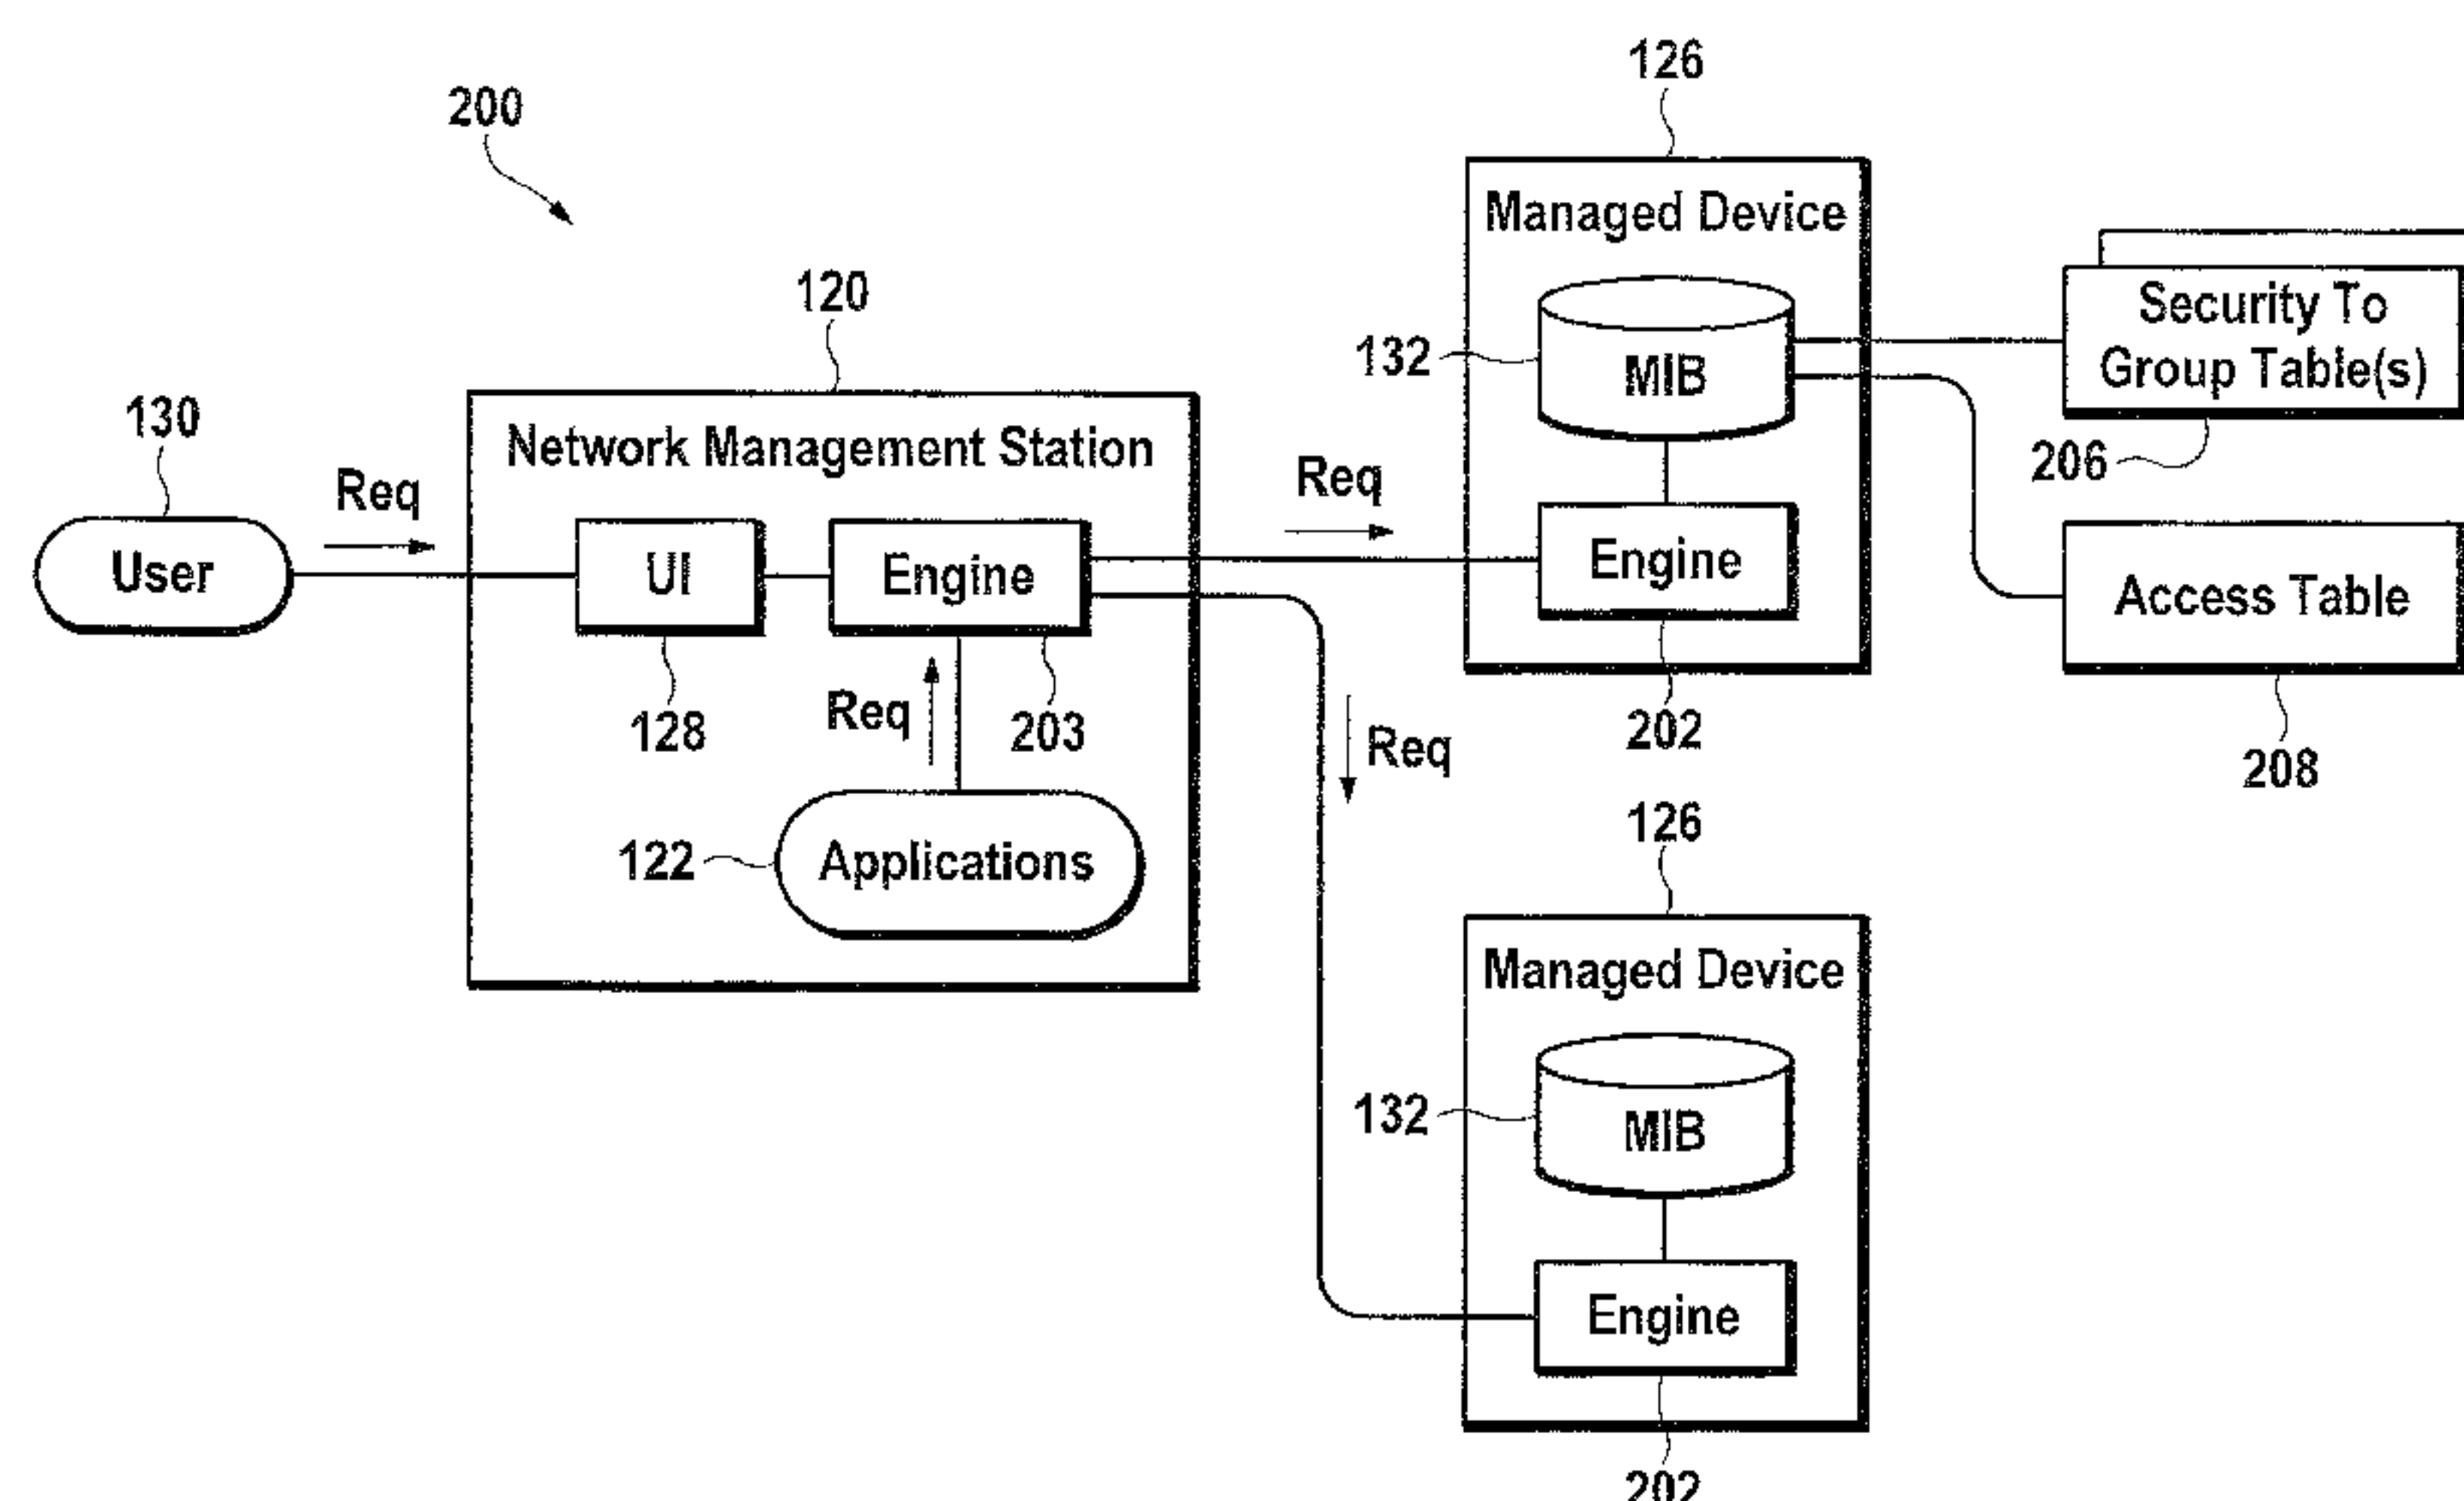 200
126
Managed Device
132
MIB
Engine
202
Security To
Group Table(s)
206
Access Table
208
120
Network Management Station
130
Req
User
UI
Engine
128
203
Req
122
Applications
Req
Req
126
Managed Device
132
MIB
Engine
202